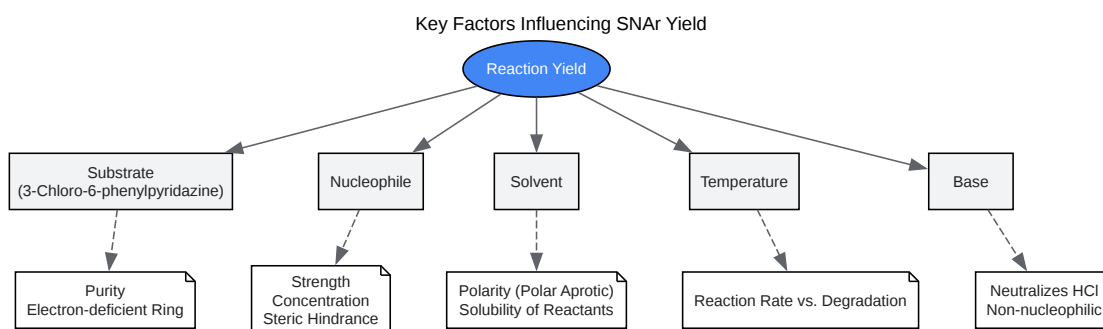 Key Factors Influencing SNAr Yield
Reaction Yield
Substrate
(3-Chloro-6-phenylpyridazine)
Nucleophile
Solvent
Temperature
Base
Purity
Electron-deficient Ring
Strength
Concentration
Steric Hindrance
Polarity (Polar Aprotic)
Solubility of Reactants
Reaction Rate vs. Degradation
Neutralizes HCl
Non-nucleophilic